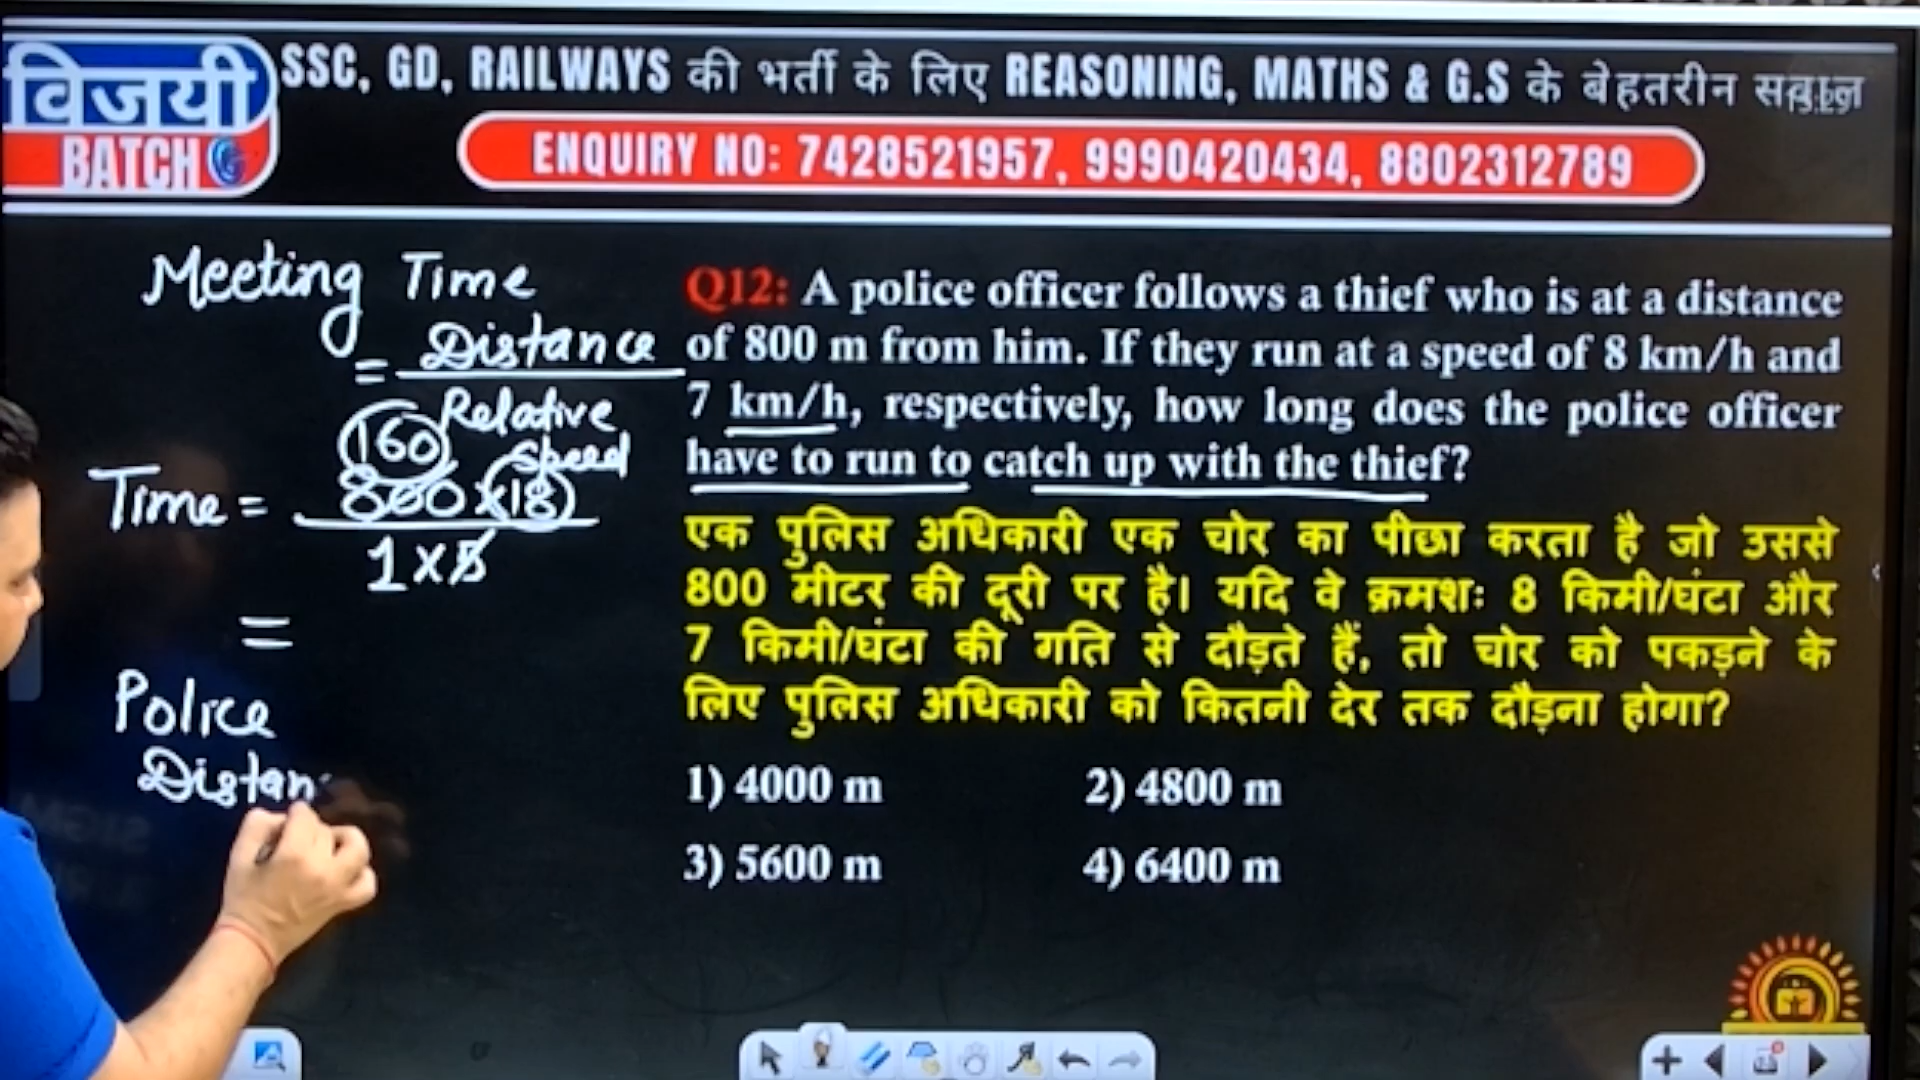 विजयी
BATCH
SSC, GD, RAILWAYS की भर्ती के लिए REASONING, MATHS & G.S के बेहतरीन
ENQUIRY NO: 7428521957, 9990420434, 8802312789
Meeting Time
= Distance
Relative
Speed
160
Time = 800 x 18
1 x 5
=
Police
Distan
Q12: A police officer follows a thief who is at a distance
of 800 m from him. If they run at a speed of 8 km/h and
7 km/h, respectively, how long does the police officer
have to run to catch up with the thief?
एक पुलिस अधिकारी एक चोर का पीछा करता है जो उससे
800 मीटर की दूरी पर है। यदि वे क्रमशः 8 किमी/घंटा और
7 किमी/घंटा की गति से दौड़ते हैं, तो चोर को पकड़ने के
लिए पुलिस अधिकारी को कितनी देर तक दौड़ना होगा?
1) 4000 m
2) 4800 m
3) 5600 m
4) 6400 m